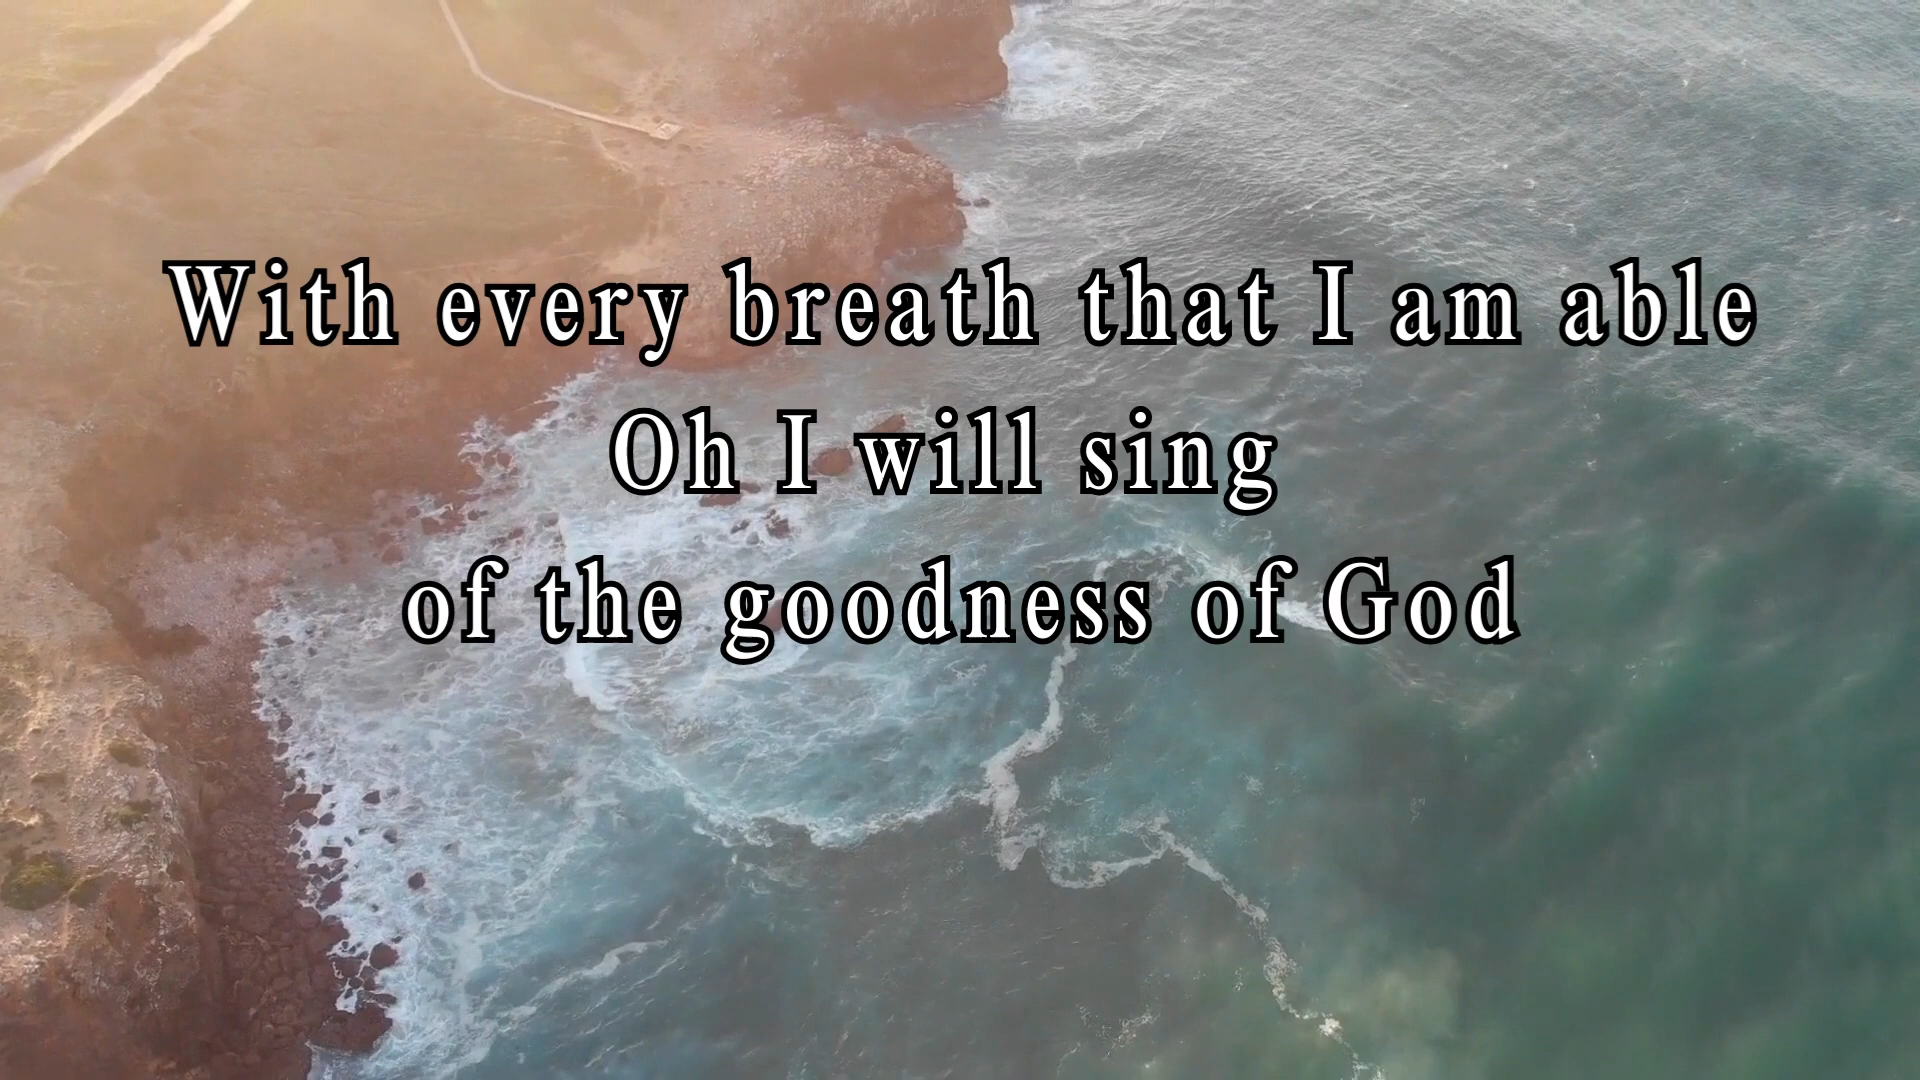 With every breath that I am able
Oh I will sing
of the goodness of God